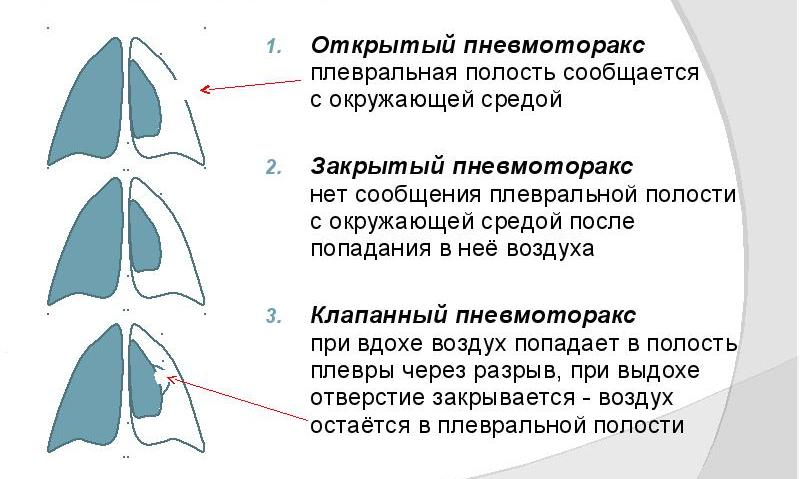 1. Открытый пневмоторакс
плевральная полость сообщается
с окружающей средой
2. Закрытый пневмоторакс
нет сообщения плевральной полости
с окружающей средой после
попадания в неё воздуха
3. Клапанный пневмоторакс
при вдохе воздух попадает в полость
плевры через разрыв, при выдохе
отверстие закрывается - воздух
остаётся в плевральной полости